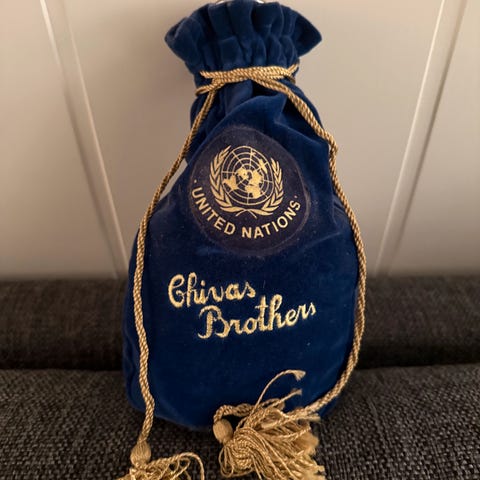 · UNITED NATIONS ·
Chivas
Brothers